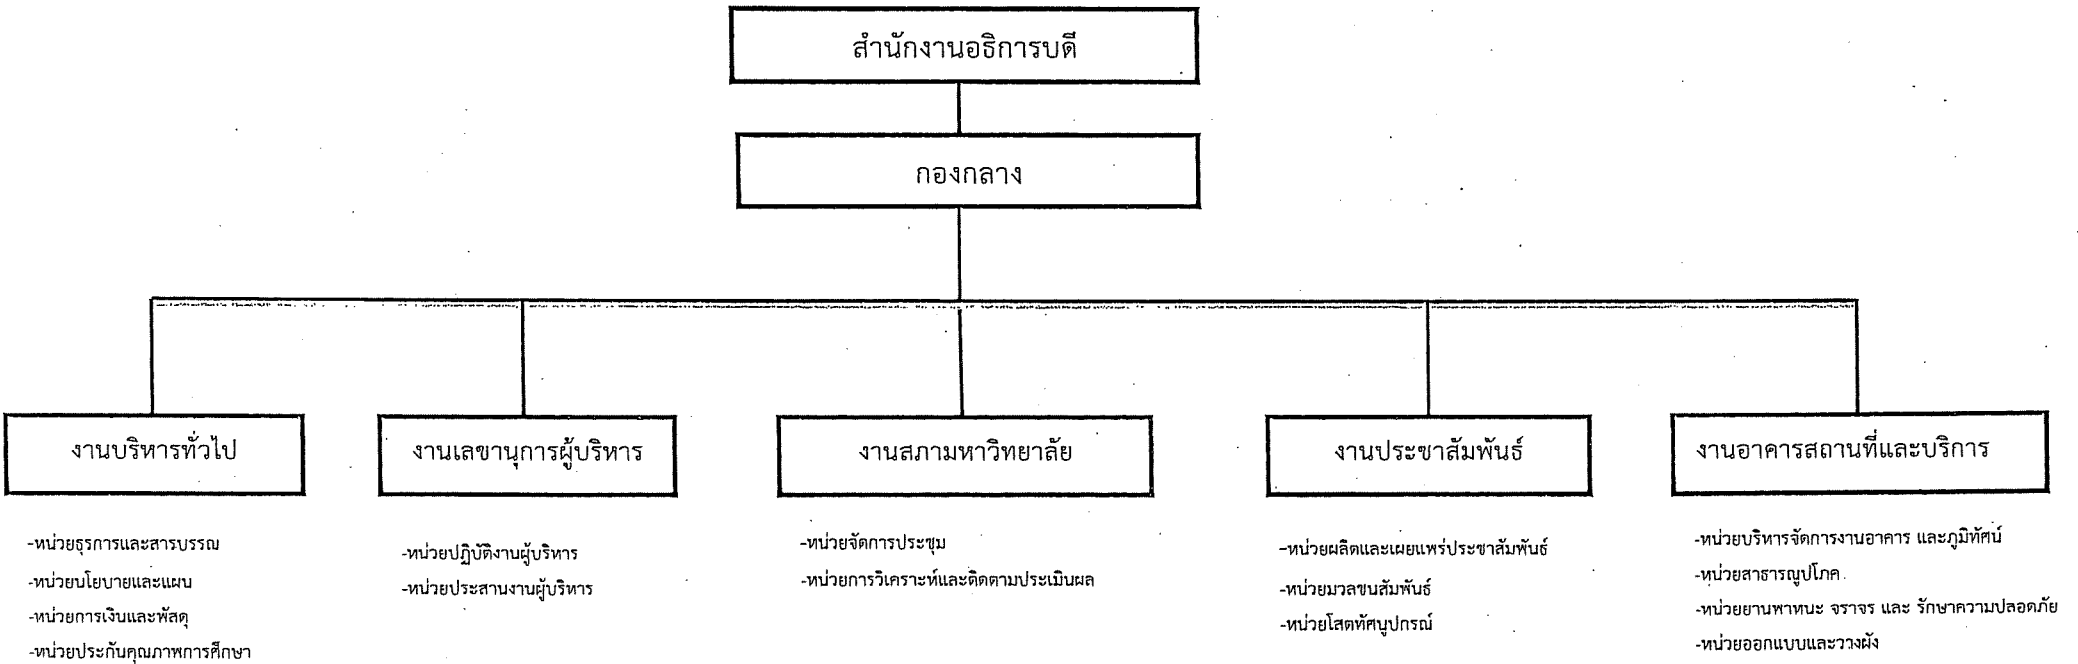 สำนักงานอธิการบดี
กองกลาง
งานบริหารทั่วไป
-หน่วยธุรการและสารบรรณ
-หน่วยนโยบายและแผน
-หน่วยการเงินและพัสดุ
-หน่วยประกันคุณภาพการศึกษา
งานเลขานุการผู้บริหาร
-หน่วยปฏิบัติงานผู้บริหาร
-หน่วยประสานงานผู้บริหาร
งานสภามหาวิทยาลัย
-หน่วยจัดการประชุม
-หน่วยการวิเคราะห์และติดตามประเมินผล
งานประชาสัมพันธ์
-หน่วยผลิตและเผยแพร่ประชาสัมพันธ์
-หน่วยมวลชนสัมพันธ์
-หน่วยโสตทัศนูปกรณ์
งานอาคารสถานที่และบริการ
-หน่วยบริหารจัดการงานอาคาร และภูมิทัศน์
-หน่วยสาธารณูปโภค
-หน่วยยานพาหนะ จราจร และ รักษาความปลอดภัย
-หน่วยออกแบบและวางผัง